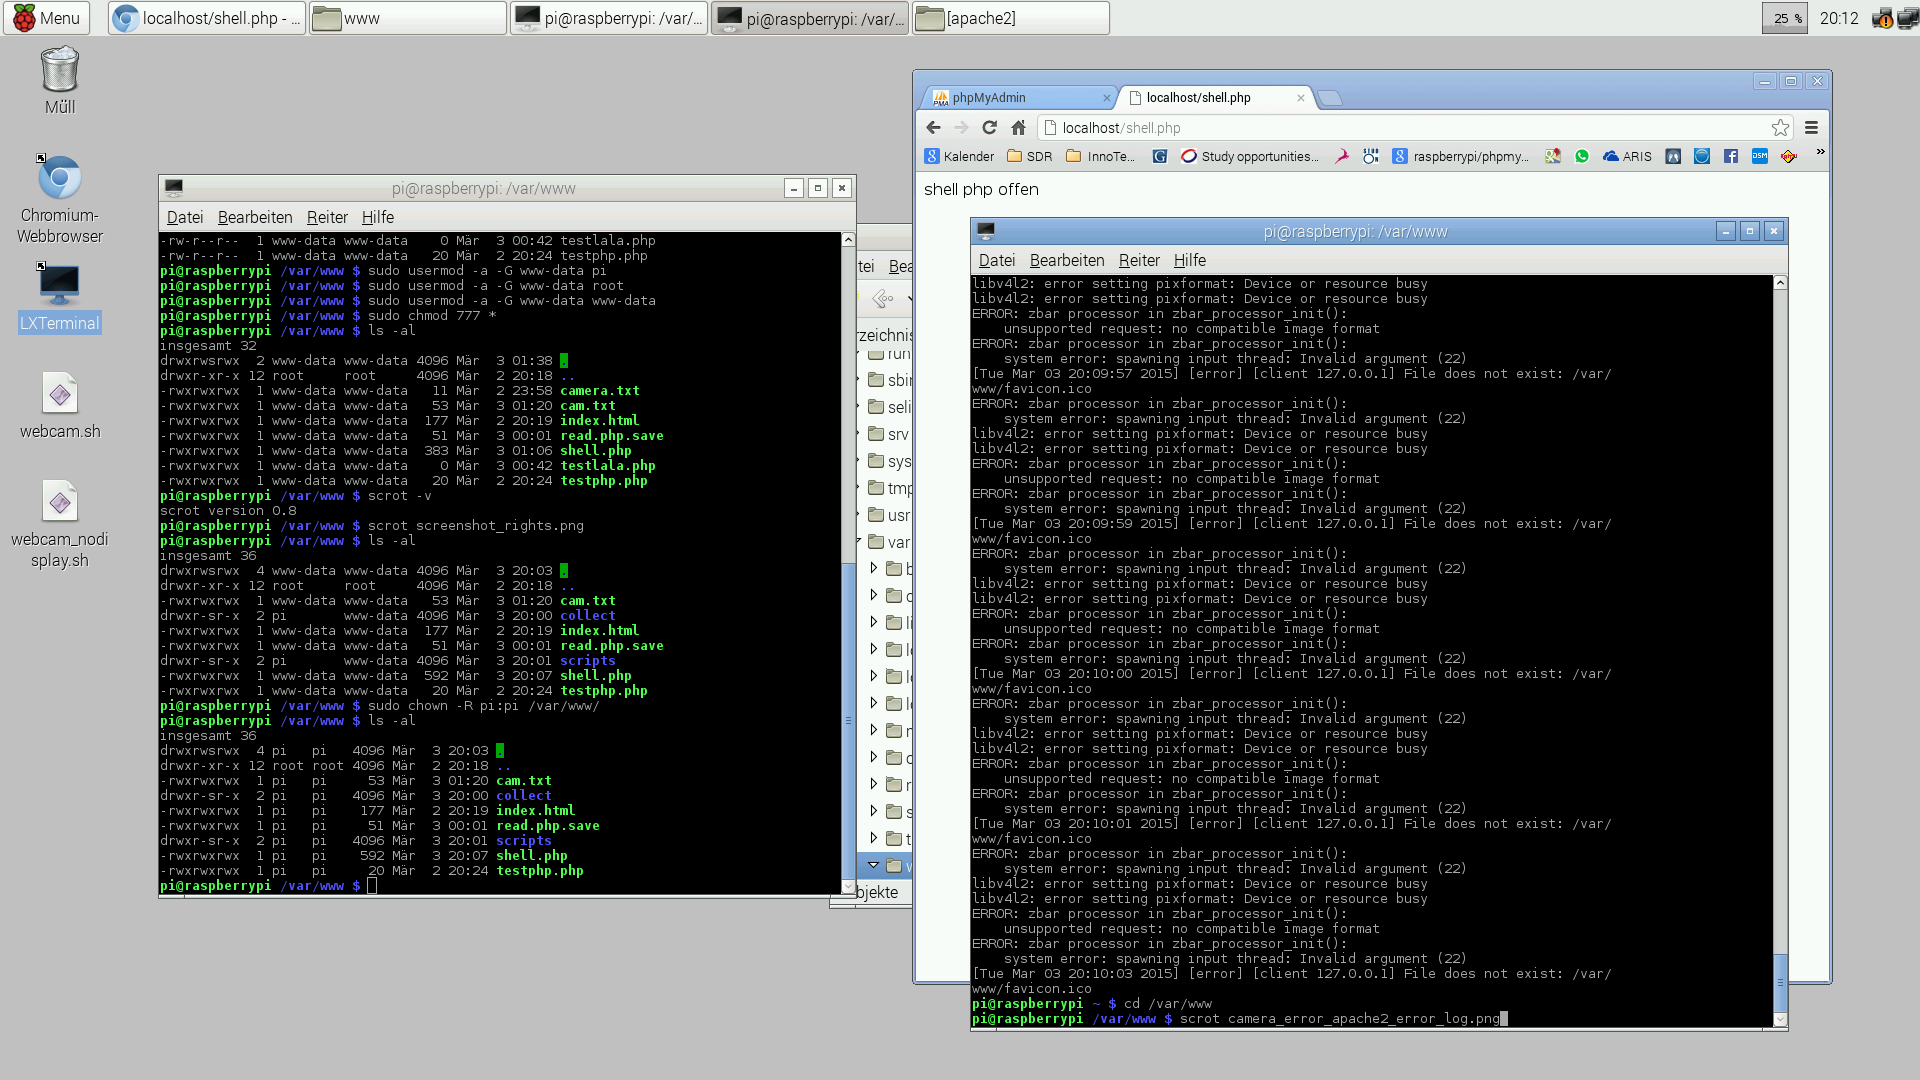 Menu
localhost/shell.php - ...
www
pi@raspberrypi: /var/...
pi@raspberrypi: /var/...
[apache2]
25 %
20:12
Müll
Chromium-
Webbrowser
LXTerminal
webcam.sh
webcam_nodi
splay.sh
pi@raspberrypi: /var/www
Datei Bearbeiten Reiter Hilfe
-rw-r--r-- 1 www-data www-data 0 Mär 3 00:42 testlala.php
-rw-r--r-- 1 www-data www-data 20 Mär 2 20:24 testphp.php
pi@raspberrypi /var/www $ sudo usermod -a -G www-data pi
pi@raspberrypi /var/www $ sudo usermod -a -G www-data root
pi@raspberrypi /var/www $ sudo usermod -a -G www-data www-data
pi@raspberrypi /var/www $ sudo chmod 777 *
pi@raspberrypi /var/www $ ls -al
insgesamt 32
drwxrwsrwx 2 www-data www-data 4096 Mär 3 01:38 .
drwxr-xr-x 12 root root 4096 Mär 2 20:18 ..
-rwxrwxrwx 1 www-data www-data 11 Mär 2 23:58 camera.txt
-rwxrwxrwx 1 www-data www-data 53 Mär 3 01:20 cam.txt
-rwxrwxrwx 1 www-data www-data 177 Mär 2 20:19 index.html
-rwxrwxrwx 1 www-data www-data 51 Mär 3 00:01 read.php.save
-rwxrwxrwx 1 www-data www-data 383 Mär 3 01:06 shell.php
-rwxrwxrwx 1 www-data www-data 0 Mär 3 00:42 testlala.php
-rwxrwxrwx 1 www-data www-data 20 Mär 2 20:24 testphp.php
pi@raspberrypi /var/www $ scrot -v
scrot version 0.8
pi@raspberrypi /var/www $ scrot screenshot_rights.png
pi@raspberrypi /var/www $ ls -al
insgesamt 36
drwxrwsrwx 4 www-data www-data 4096 Mär 3 20:03 .
drwxr-xr-x 12 root root 4096 Mär 2 20:18 ..
-rwxrwxrwx 1 www-data www-data 53 Mär 3 01:20 cam.txt
drwxr-sr-x 2 pi www-data 4096 Mär 3 20:00 collect
-rwxrwxrwx 1 www-data www-data 177 Mär 2 20:19 index.html
-rwxrwxrwx 1 www-data www-data 51 Mär 3 00:01 read.php.save
drwxr-sr-x 2 pi www-data 4096 Mär 3 20:01 scripts
-rwxrwxrwx 1 www-data www-data 592 Mär 3 20:07 shell.php
-rwxrwxrwx 1 www-data www-data 20 Mär 2 20:24 testphp.php
pi@raspberrypi /var/www $ sudo chown -R pi:pi /var/www/
pi@raspberrypi /var/www $ ls -al
insgesamt 36
drwxrwsrwx 4 pi pi 4096 Mär 3 20:03 .
drwxr-xr-x 12 root root 4096 Mär 2 20:18 ..
-rwxrwxrwx 1 pi pi 53 Mär 3 01:20 cam.txt
drwxr-sr-x 2 pi pi 4096 Mär 3 20:00 collect
-rwxrwxrwx 1 pi pi 177 Mär 2 20:19 index.html
-rwxrwxrwx 1 pi pi 51 Mär 3 00:01 read.php.save
drwxr-sr-x 2 pi pi 4096 Mär 3 20:01 scripts
-rwxrwxrwx 1 pi pi 592 Mär 3 20:07 shell.php
-rwxrwxrwx 1 pi pi 20 Mär 2 20:24 testphp.php
pi@raspberrypi /var/www $
tei Bea
rzeichnis
run
sbin
seli
srv
sys
tmp
usr
var
bjekte
phpMyAdmin
localhost/shell.php
localhost/shell.php
Kalender SDR InnoTe... Study opportunities... raspberrypi/phpmy... ARIS DSM »
shell php offen
pi@raspberrypi: /var/www
Datei Bearbeiten Reiter Hilfe
libv4l2: error setting pixformat: Device or resource busy
libv4l2: error setting pixformat: Device or resource busy
ERROR: zbar processor in zbar_processor_init():
unsupported request: no compatible image format
ERROR: zbar processor in zbar_processor_init():
system error: spawning input thread: Invalid argument (22)
[Tue Mar 03 20:09:57 2015] [error] [client 127.0.0.1] File does not exist: /var/
www/favicon.ico
ERROR: zbar processor in zbar_processor_init():
system error: spawning input thread: Invalid argument (22)
libv4l2: error setting pixformat: Device or resource busy
libv4l2: error setting pixformat: Device or resource busy
ERROR: zbar processor in zbar_processor_init():
unsupported request: no compatible image format
ERROR: zbar processor in zbar_processor_init():
system error: spawning input thread: Invalid argument (22)
[Tue Mar 03 20:09:59 2015] [error] [client 127.0.0.1] File does not exist: /var/
www/favicon.ico
ERROR: zbar processor in zbar_processor_init():
system error: spawning input thread: Invalid argument (22)
libv4l2: error setting pixformat: Device or resource busy
libv4l2: error setting pixformat: Device or resource busy
ERROR: zbar processor in zbar_processor_init():
unsupported request: no compatible image format
ERROR: zbar processor in zbar_processor_init():
system error: spawning input thread: Invalid argument (22)
[Tue Mar 03 20:10:00 2015] [error] [client 127.0.0.1] File does not exist: /var/
www/favicon.ico
ERROR: zbar processor in zbar_processor_init():
system error: spawning input thread: Invalid argument (22)
libv4l2: error setting pixformat: Device or resource busy
libv4l2: error setting pixformat: Device or resource busy
ERROR: zbar processor in zbar_processor_init():
unsupported request: no compatible image format
ERROR: zbar processor in zbar_processor_init():
system error: spawning input thread: Invalid argument (22)
[Tue Mar 03 20:10:01 2015] [error] [client 127.0.0.1] File does not exist: /var/
www/favicon.ico
ERROR: zbar processor in zbar_processor_init():
system error: spawning input thread: Invalid argument (22)
libv4l2: error setting pixformat: Device or resource busy
libv4l2: error setting pixformat: Device or resource busy
ERROR: zbar processor in zbar_processor_init():
unsupported request: no compatible image format
ERROR: zbar processor in zbar_processor_init():
system error: spawning input thread: Invalid argument (22)
[Tue Mar 03 20:10:03 2015] [error] [client 127.0.0.1] File does not exist: /var/
www/favicon.ico
pi@raspberrypi ~ $ cd /var/www
pi@raspberrypi /var/www $ scrot camera_error_apache2_error_log.png